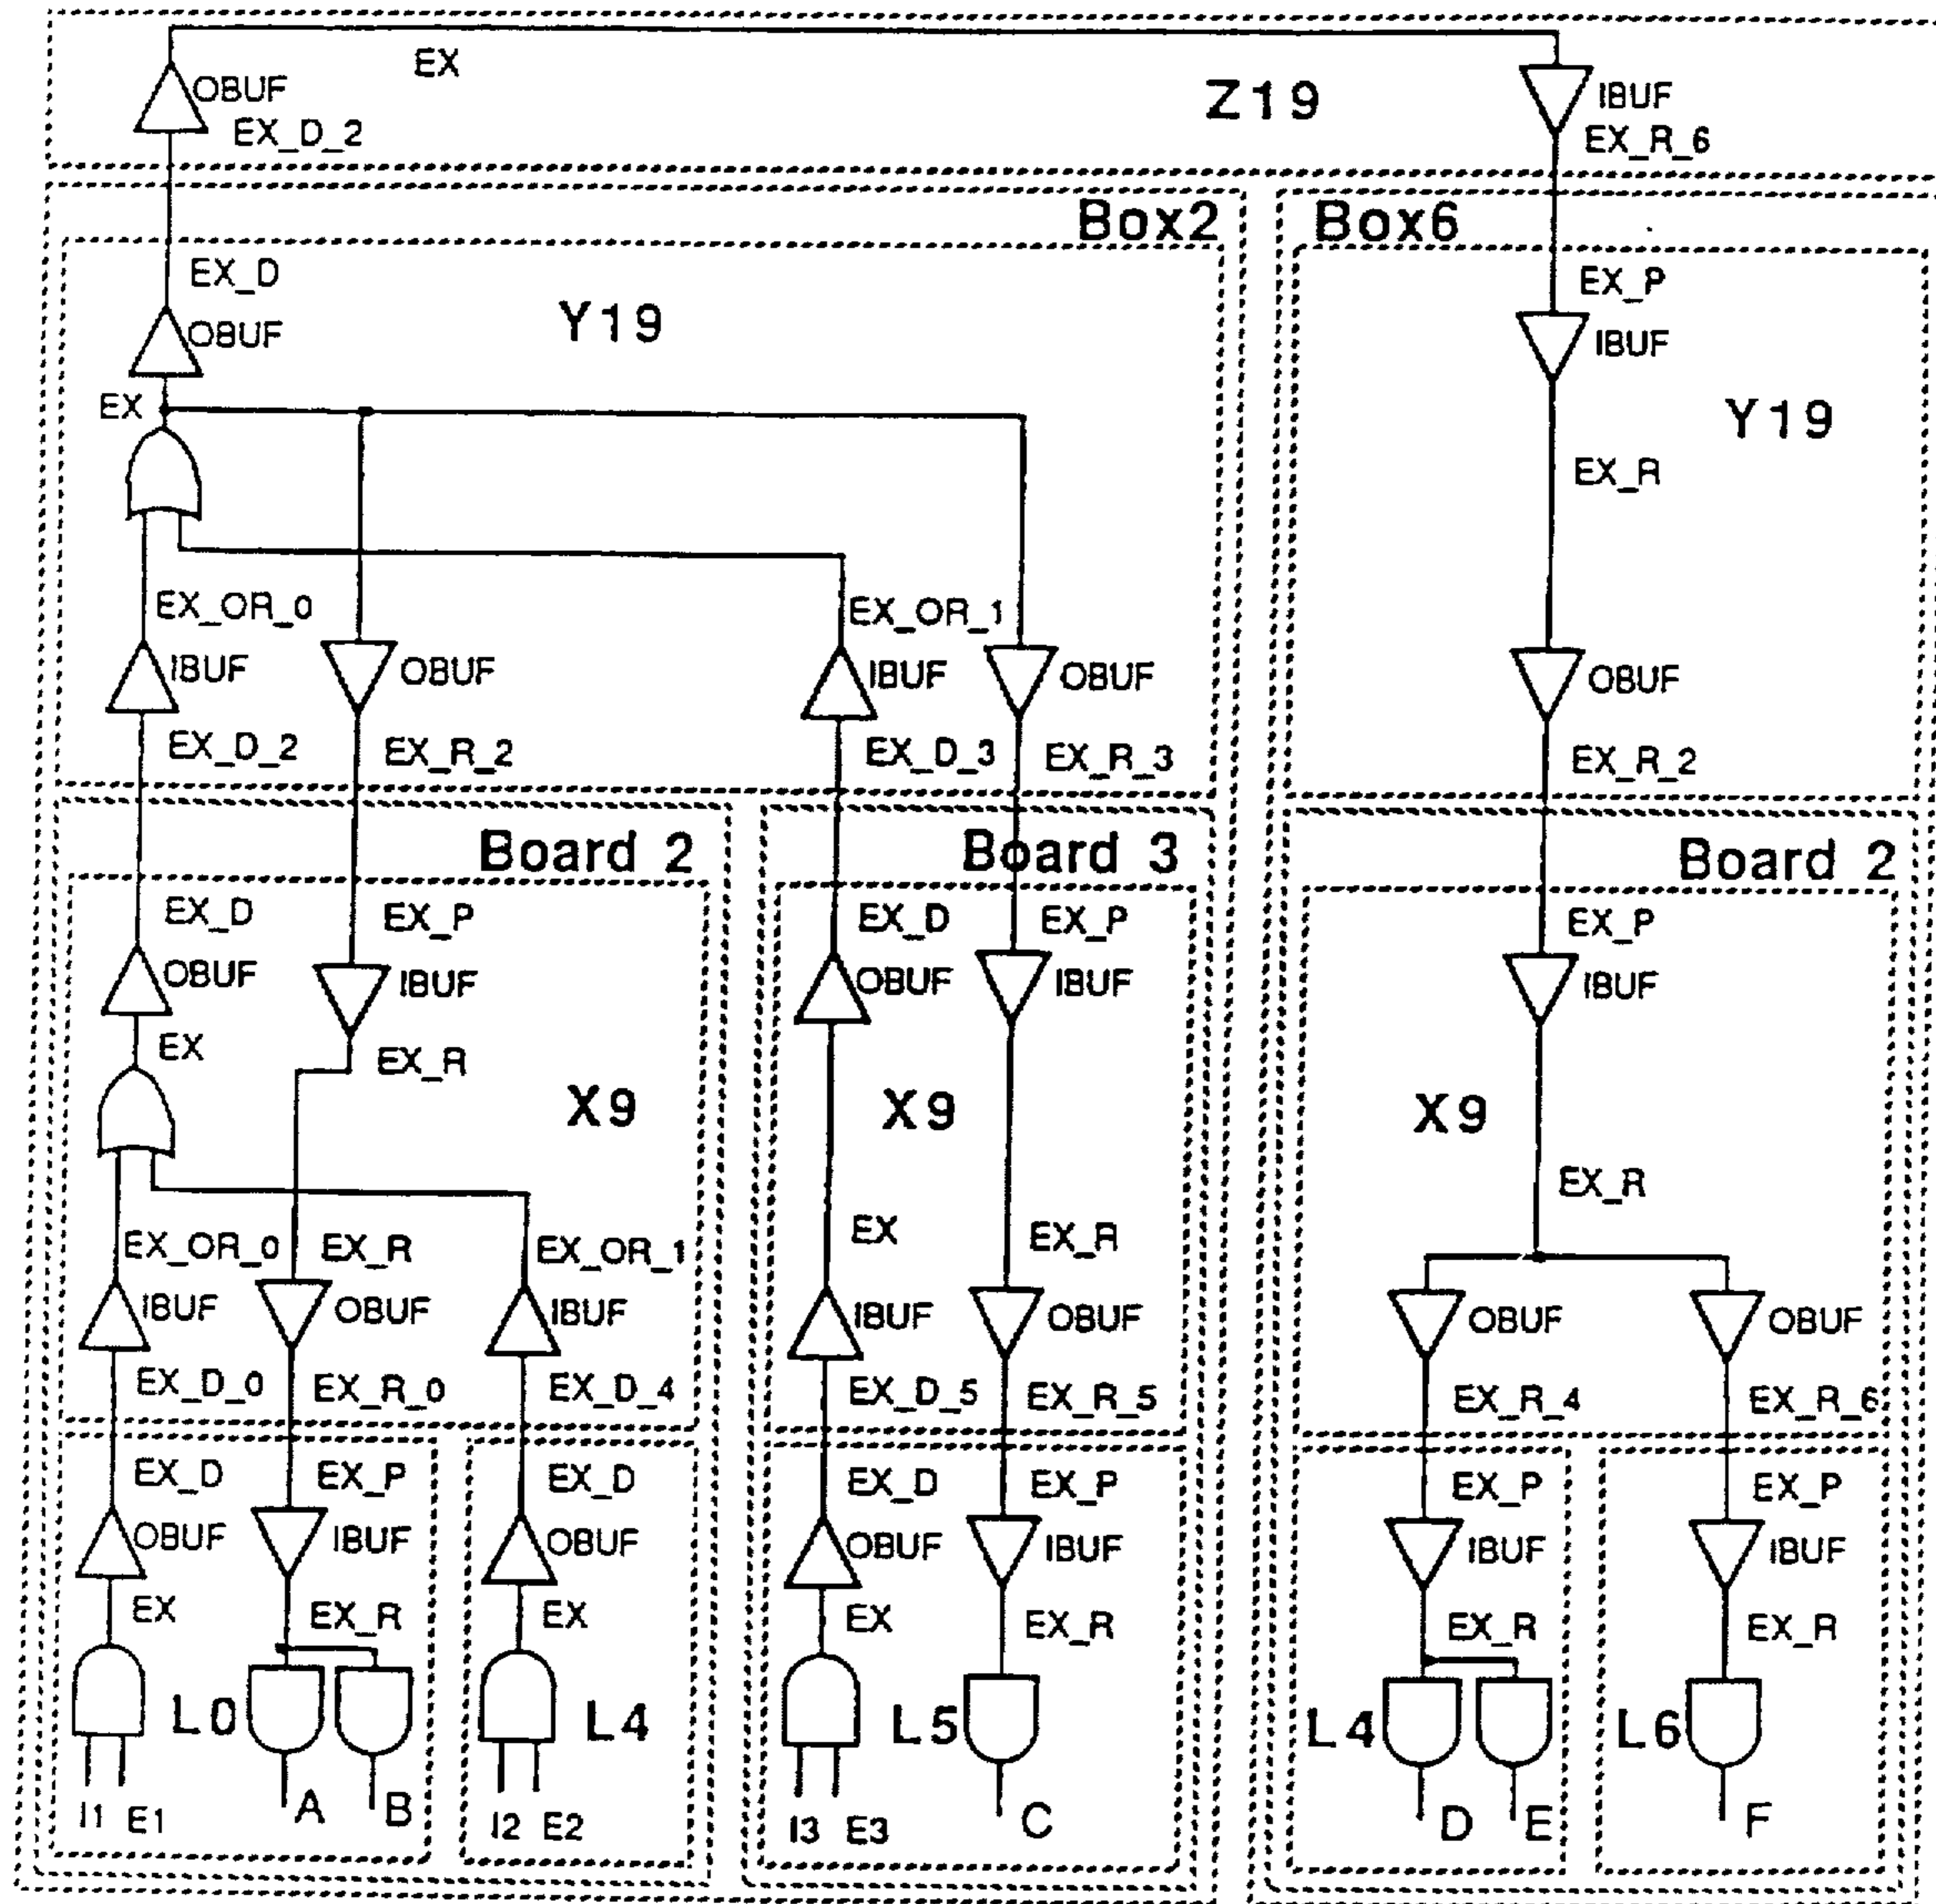 EX
OBUF
EX_D_2
Z19
IBUF
EX_R_6
Box2
Box6
EX_D
Y19
OBUF
EX
EX_P
IBUF
Y19
EX_R
EX_OR_0
EX_OR_1
IBUF
OBUF
IBUF
OBUF
OBUF
EX_D_2
EX_R_2
EX_D_3
EX_R_3
EX_R_2
Board 2
Board 3
Board 2
EX_D
EX_P
EX_D
EX_P
EX_P
OBUF
IBUF
OBUF
IBUF
IBUF
EX
EX_R
X9
X9
X9
EX_R
EX_OR_0
EX_R
EX_OR_1
EX
EX_R
IBUF
OBUF
IBUF
IBUF
OBUF
OBUF
OBUF
EX_D_0
EX_R_0
EX_D_4
EX_D_5
EX_R_5
EX_R_4
EX_R_6
EX_D
EX_P
EX_D
EX_D
EX_P
EX_P
EX_P
OBUF
IBUF
OBUF
OBUF
IBUF
IBUF
IBUF
EX
EX_R
EX
EX
EX_R
EX_R
EX_R
L0
L4
L5
L4
L6
I1 E1
A
B
I2 E2
I3 E3
C
D
E
F